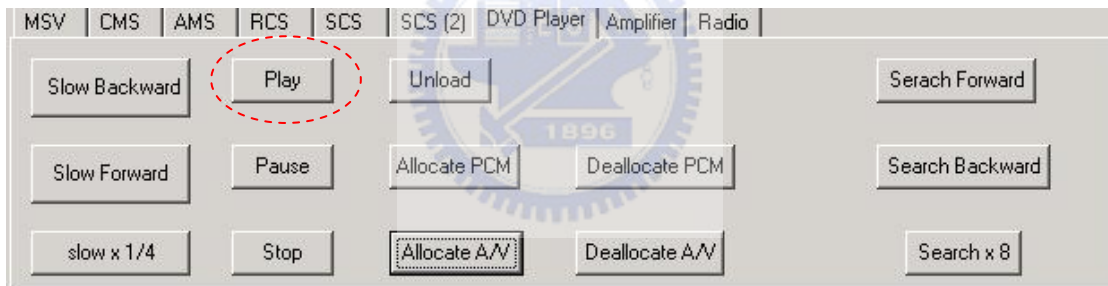 MSV CMS AMS RCS SCS SCS (2) DVD Player Amplifier Radio
Slow Backward Play Unload Serach Forward
1896
Slow Forward Pause Allocate PCM Deallocate PCM Search Backward
slow x 1/4 Stop Allocate A/V Deallocate A/V Search x 8